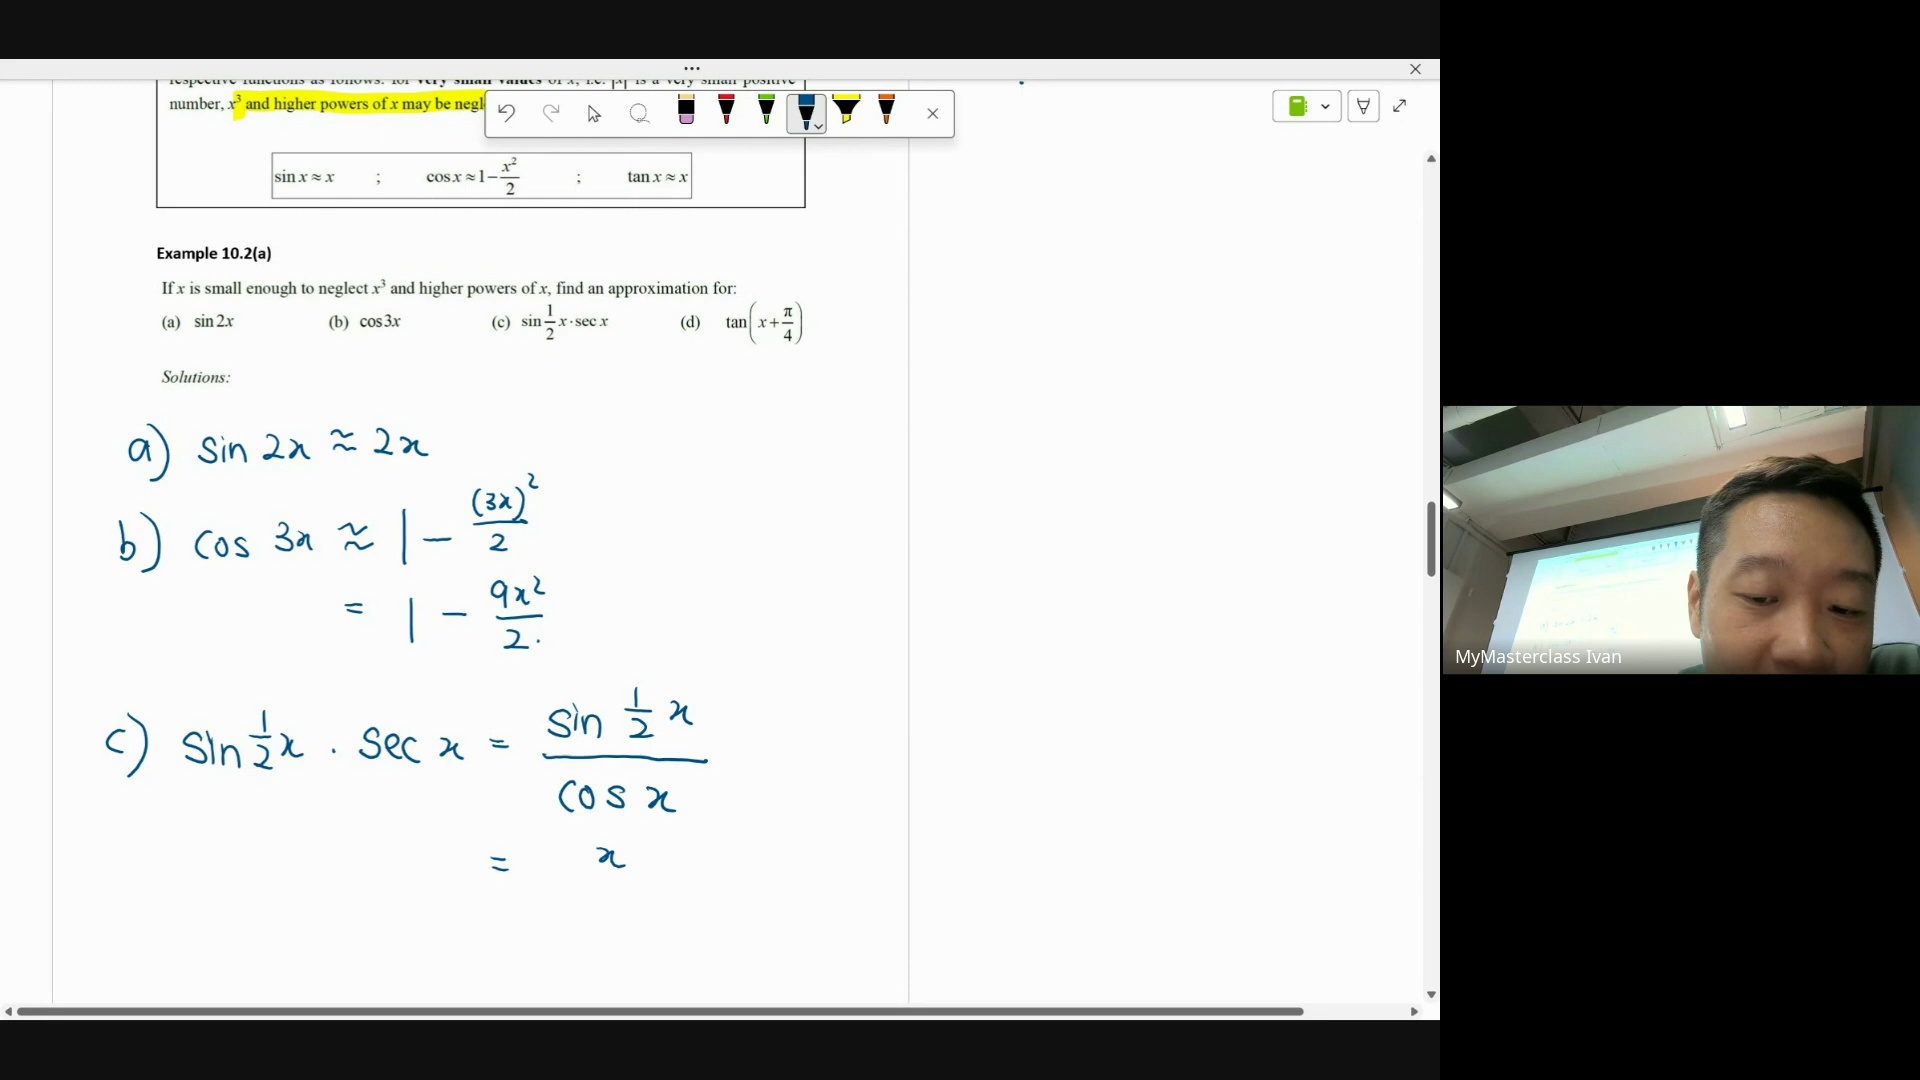 respective functions as follows: for very small values of x, i.e. |x| is a very small positive
number, x³ and higher powers of x may be negl
sin x ≈ x ; cos x ≈ 1 − x²/2 ; tan x ≈ x
Example 10.2(a)
If x is small enough to neglect x³ and higher powers of x, find an approximation for:
(a) sin 2x (b) cos 3x (c) sin 1/2 x · sec x (d) tan(x + π/4)
Solutions:
a) sin 2x ≈ 2x
b) cos 3x ≈ 1 − (3x)²/2
= 1 − 9x²/2.
c) sin 1/2 x . sec x = sin 1/2 x / cos x
= x
MyMasterclass Ivan